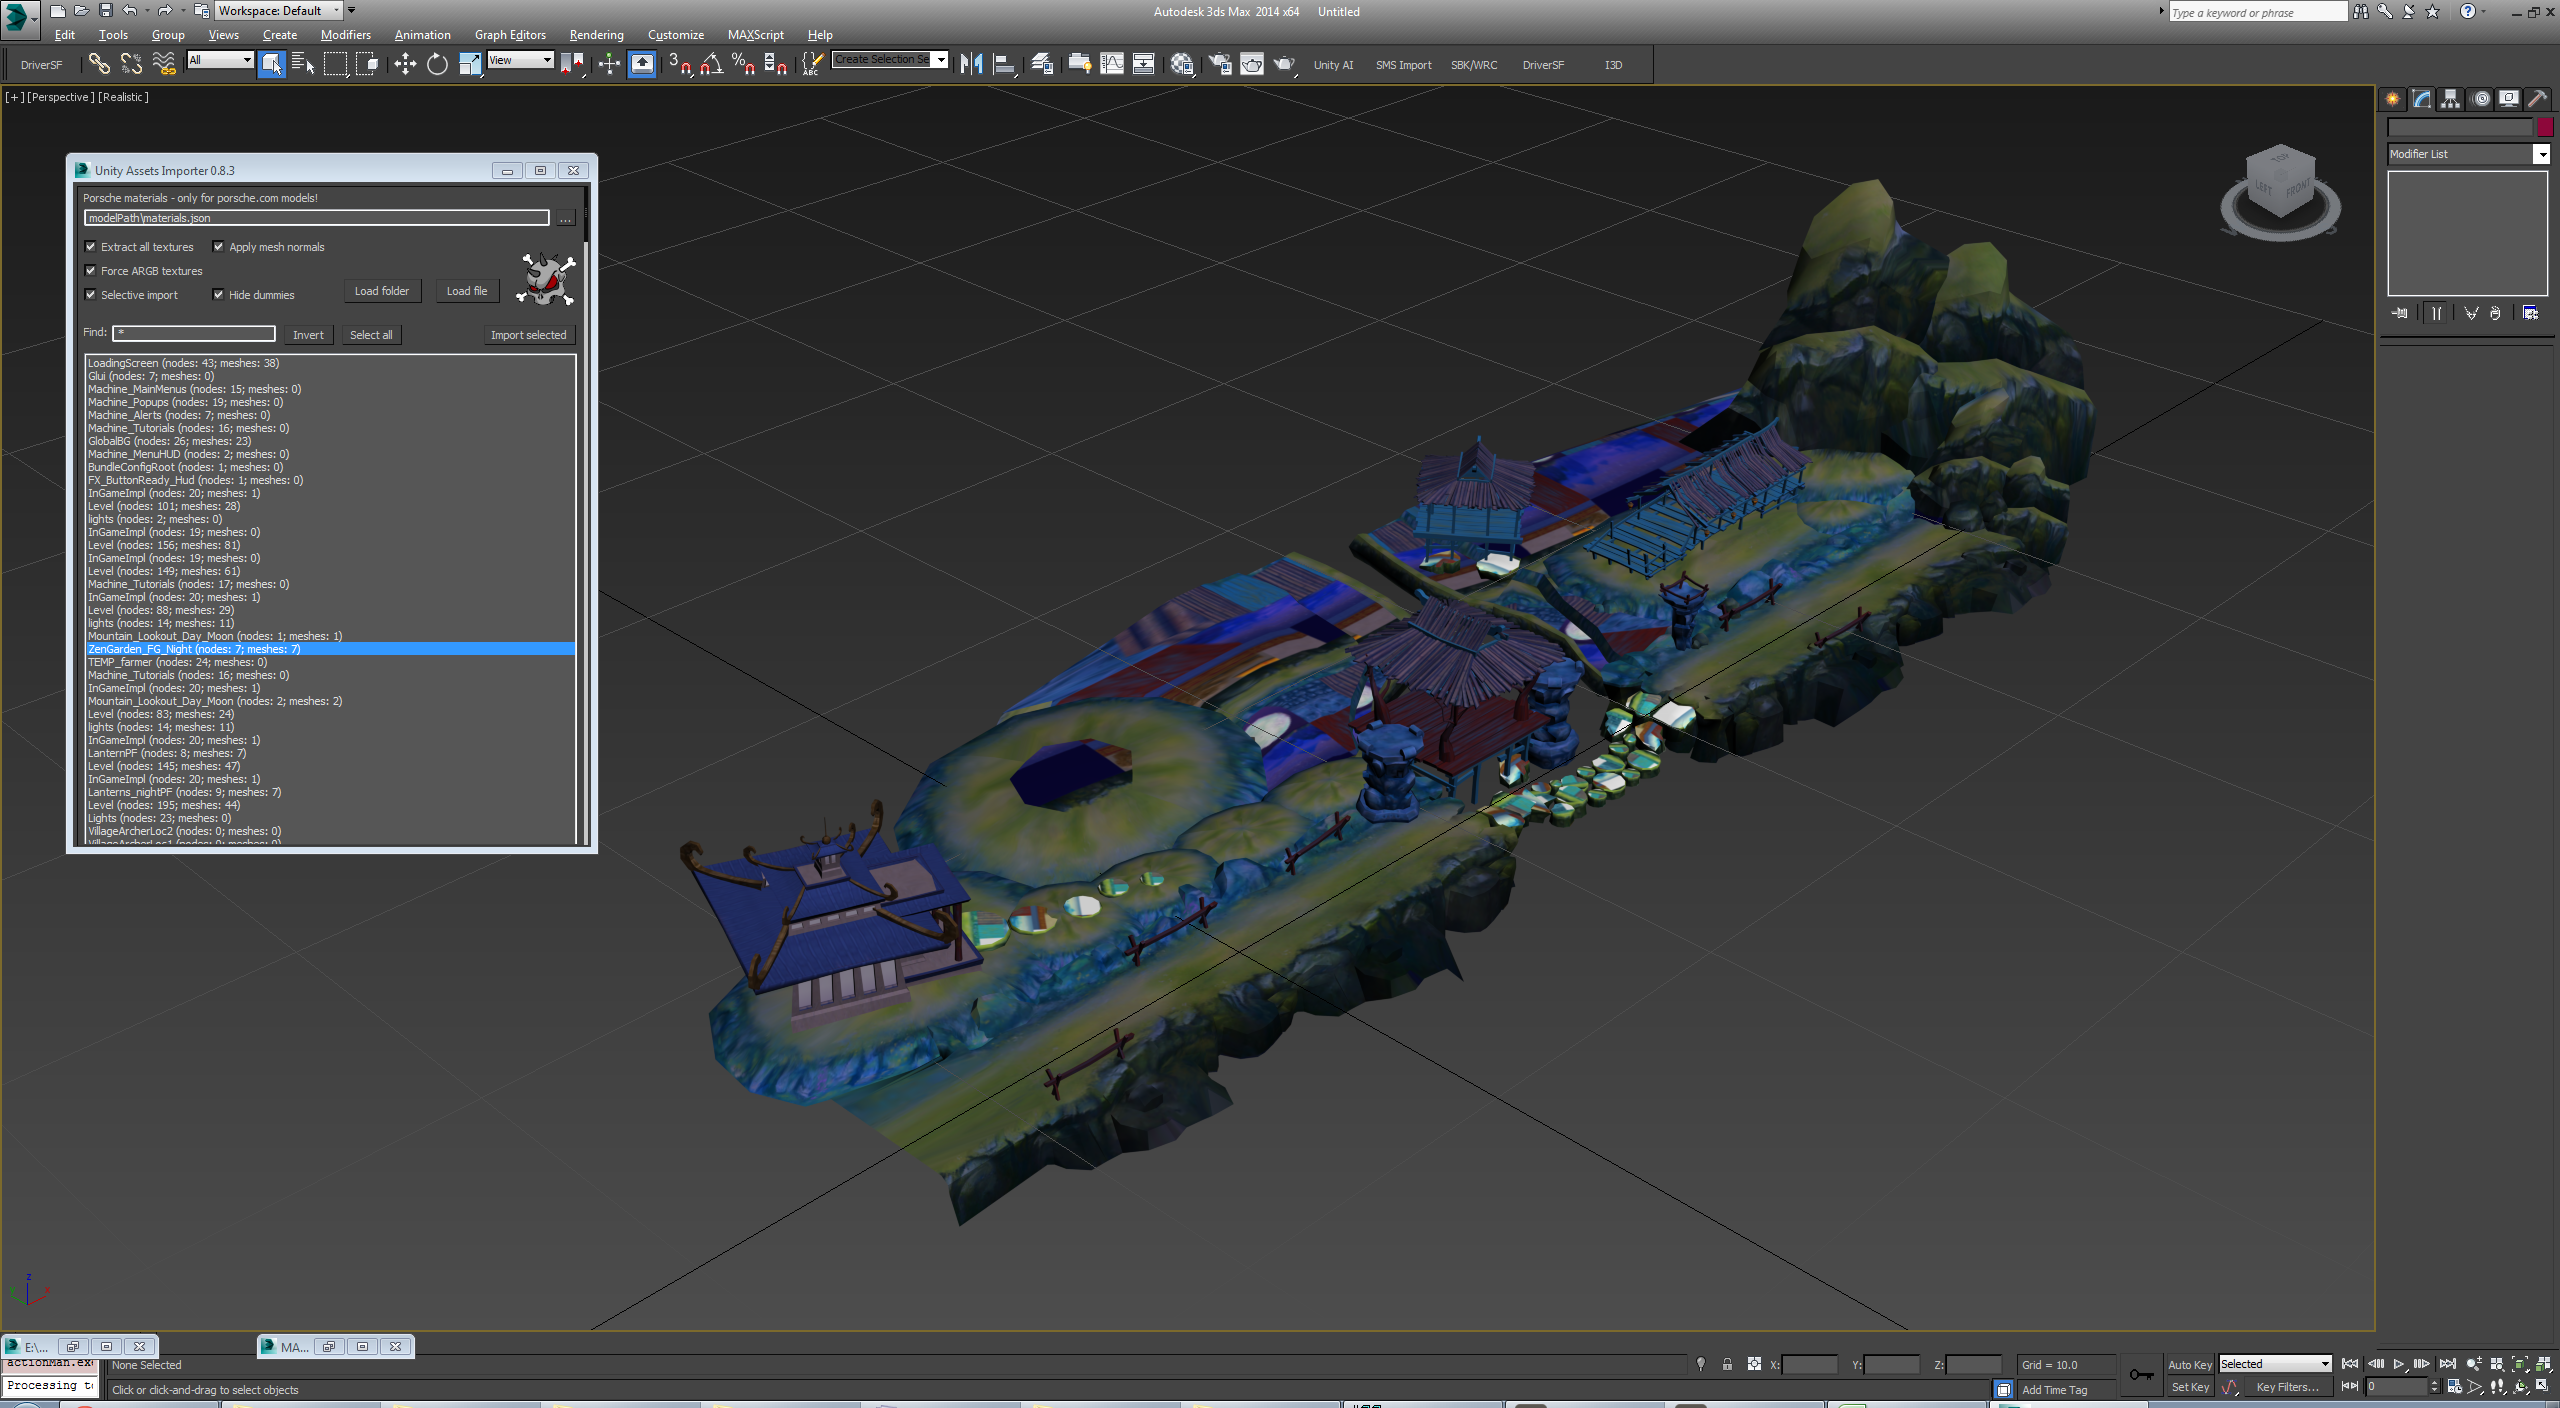 Workspace: Default
Autodesk 3ds Max 2014 x64 Untitled
Type a keyword or phrase
Edit Tools Group Views Create Modifiers Animation Graph Editors Rendering Customize MAXScript Help
DriverSF All View Create Selection Se Unity AI SMS Import SBK/WRC DriverSF I3D
[+] [Perspective] [Realistic]
Modifier List
TOP
LEFT FRONT
Unity Assets Importer 0.8.3
Porsche materials - only for porsche.com models!
modelPath\materials.json ...
Extract all textures Apply mesh normals
Force ARGB textures
Selective import Hide dummies Load folder Load file
Find: * Invert Select all Import selected
LoadingScreen (nodes: 43; meshes: 38)
Glui (nodes: 7; meshes: 0)
Machine_MainMenus (nodes: 15; meshes: 0)
Machine_Popups (nodes: 19; meshes: 0)
Machine_Alerts (nodes: 7; meshes: 0)
Machine_Tutorials (nodes: 16; meshes: 0)
GlobalBG (nodes: 26; meshes: 23)
Machine_MenuHUD (nodes: 2; meshes: 0)
BundleConfigRoot (nodes: 1; meshes: 0)
FX_ButtonReady_Hud (nodes: 1; meshes: 0)
InGameImpl (nodes: 20; meshes: 1)
Level (nodes: 101; meshes: 28)
lights (nodes: 2; meshes: 0)
InGameImpl (nodes: 19; meshes: 0)
Level (nodes: 156; meshes: 81)
InGameImpl (nodes: 19; meshes: 0)
Level (nodes: 149; meshes: 61)
Machine_Tutorials (nodes: 17; meshes: 0)
InGameImpl (nodes: 20; meshes: 1)
Level (nodes: 88; meshes: 29)
lights (nodes: 14; meshes: 11)
Mountain_Lookout_Day_Moon (nodes: 1; meshes: 1)
ZenGarden_FG_Night (nodes: 7; meshes: 7)
TEMP_farmer (nodes: 24; meshes: 0)
Machine_Tutorials (nodes: 16; meshes: 0)
InGameImpl (nodes: 20; meshes: 1)
Mountain_Lookout_Day_Moon (nodes: 2; meshes: 2)
Level (nodes: 83; meshes: 24)
lights (nodes: 14; meshes: 11)
InGameImpl (nodes: 20; meshes: 1)
LanternPF (nodes: 8; meshes: 7)
Level (nodes: 145; meshes: 47)
InGameImpl (nodes: 20; meshes: 1)
Lanterns_nightPF (nodes: 9; meshes: 7)
Level (nodes: 195; meshes: 44)
Lights (nodes: 23; meshes: 0)
VillageArcherLoc2 (nodes: 0; meshes: 0)
VillageArcherLoc1 (nodes: 0; meshes: 0)
z
y x
E:\... MA...
actionMan.exe None Selected X: Y: Z: Grid = 10.0 Auto Key Selected
Processing to Click or click-and-drag to select objects Add Time Tag Set Key Key Filters... 0